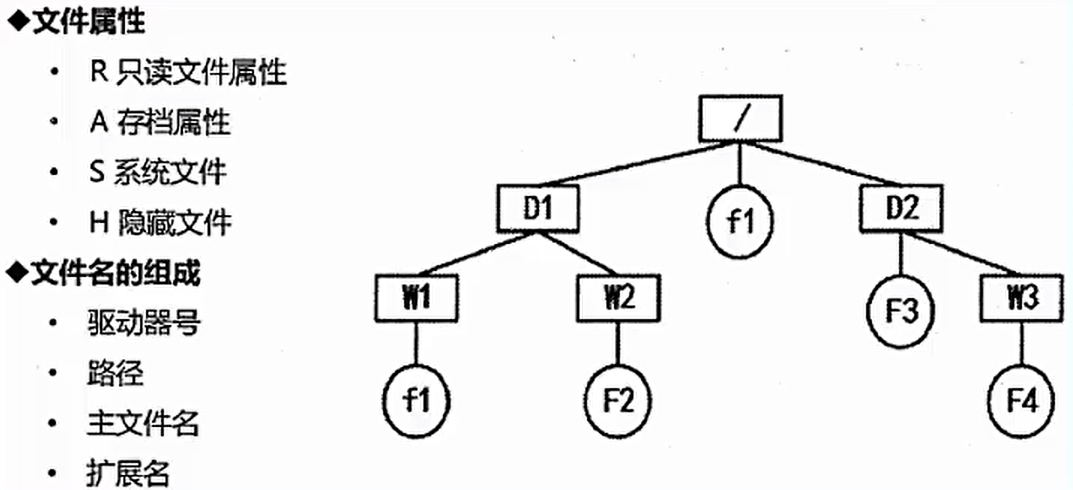 ◆文件属性
• R 只读文件属性
• A 存档属性
• S 系统文件
• H 隐藏文件
◆文件名的组成
• 驱动器号
• 路径
• 主文件名
• 扩展名
/
D1
f1
D2
W1
W2
F3
W3
f1
F2
F4